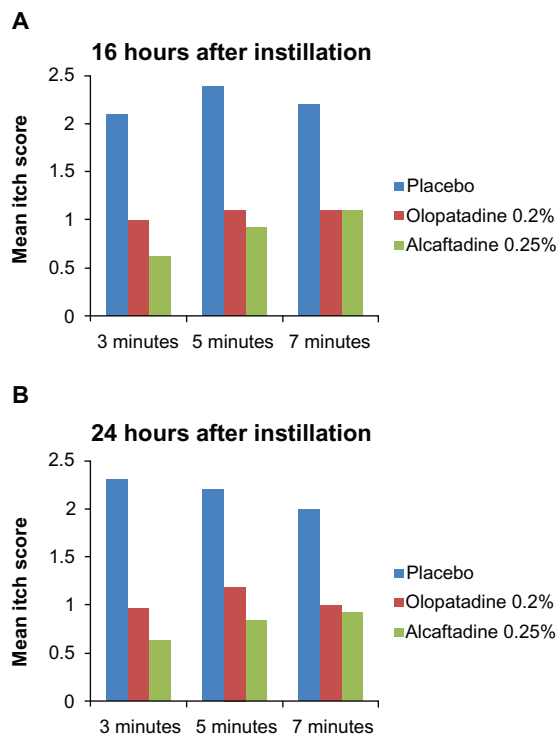 A
16 hours after instillation
Mean itch score
2.5
2
1.5
1
0.5
0
3 minutes 5 minutes 7 minutes
Placebo
Olopatadine 0.2%
Alcaftadine 0.25%
B
24 hours after instillation
Mean itch score
2.5
2
1.5
1
0.5
0
3 minutes 5 minutes 7 minutes
Placebo
Olopatadine 0.2%
Alcaftadine 0.25%